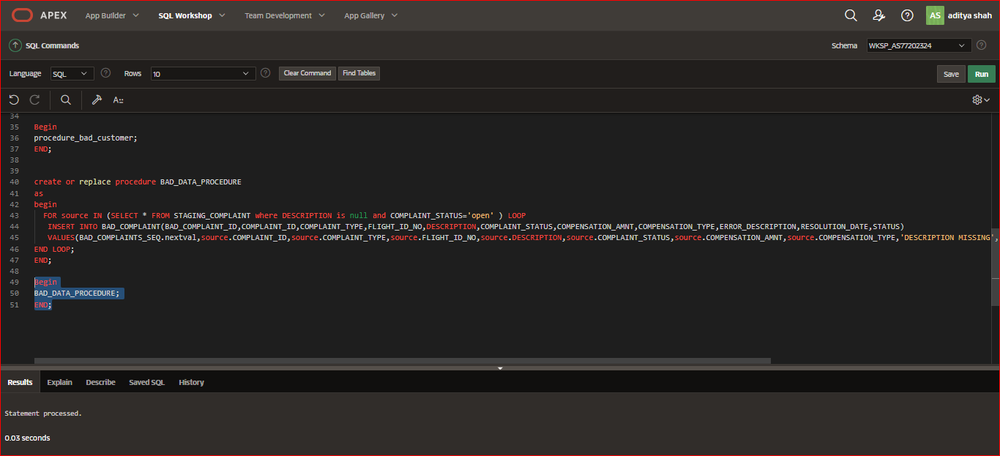 APEX App Builder SQL Workshop Team Development App Gallery AS aditya shah
SQL Commands Schema WKSP_AS77202324
Language SQL Rows 10 Clear Command Find Tables Save Run
A::
34
35 Begin
36 procedure_bad_customer;
37 END;
38
39
40 create or replace procedure BAD_DATA_PROCEDURE
41 as
42 begin
43 FOR source IN (SELECT * FROM STAGING_COMPLAINT where DESCRIPTION is null and COMPLAINT_STATUS='open' ) LOOP
44 INSERT INTO BAD_COMPLAINT(BAD_COMPLAINT_ID,COMPLAINT_ID,COMPLAINT_TYPE,FLIGHT_ID_NO,DESCRIPTION,COMPLAINT_STATUS,COMPENSATION_AMNT,COMPENSATION_TYPE,ERROR_DESCRIPTION,RESOLUTION_DATE,STATUS)
45 VALUES(BAD_COMPLAINTS_SEQ.nextval,source.COMPLAINT_ID,source.COMPLAINT_TYPE,source.FLIGHT_ID_NO,source.DESCRIPTION,source.COMPLAINT_STATUS,source.COMPENSATION_AMNT,source.COMPENSATION_TYPE,'DESCRIPTION MISSING',
46 END LOOP;
47 END;
48
49 Begin
50 BAD_DATA_PROCEDURE;
51 END;
Results Explain Describe Saved SQL History
Statement processed.
0.03 seconds